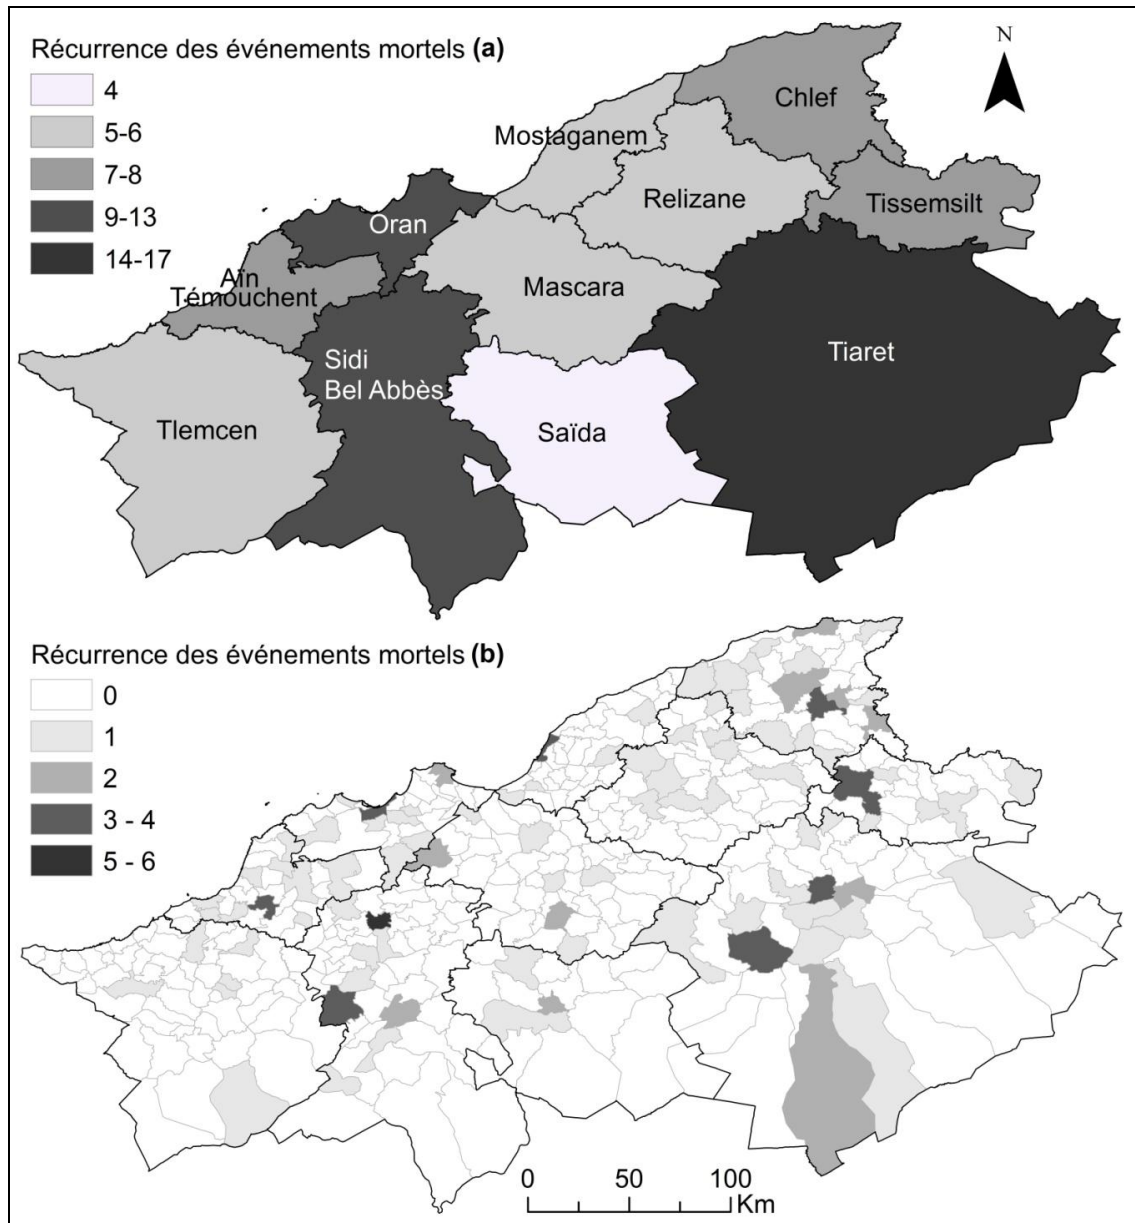 Récurrence des événements mortels (a)
4
5-6
7-8
9-13
14-17
N
Chlef
Mostaganem
Relizane
Tissemsilt
Oran
Aïn
Témouchent
Mascara
Tiaret
Sidi
Bel Abbès
Tlemcen
Saïda
Récurrence des événements mortels (b)
0
1
2
3 - 4
5 - 6
0 50 100
Km